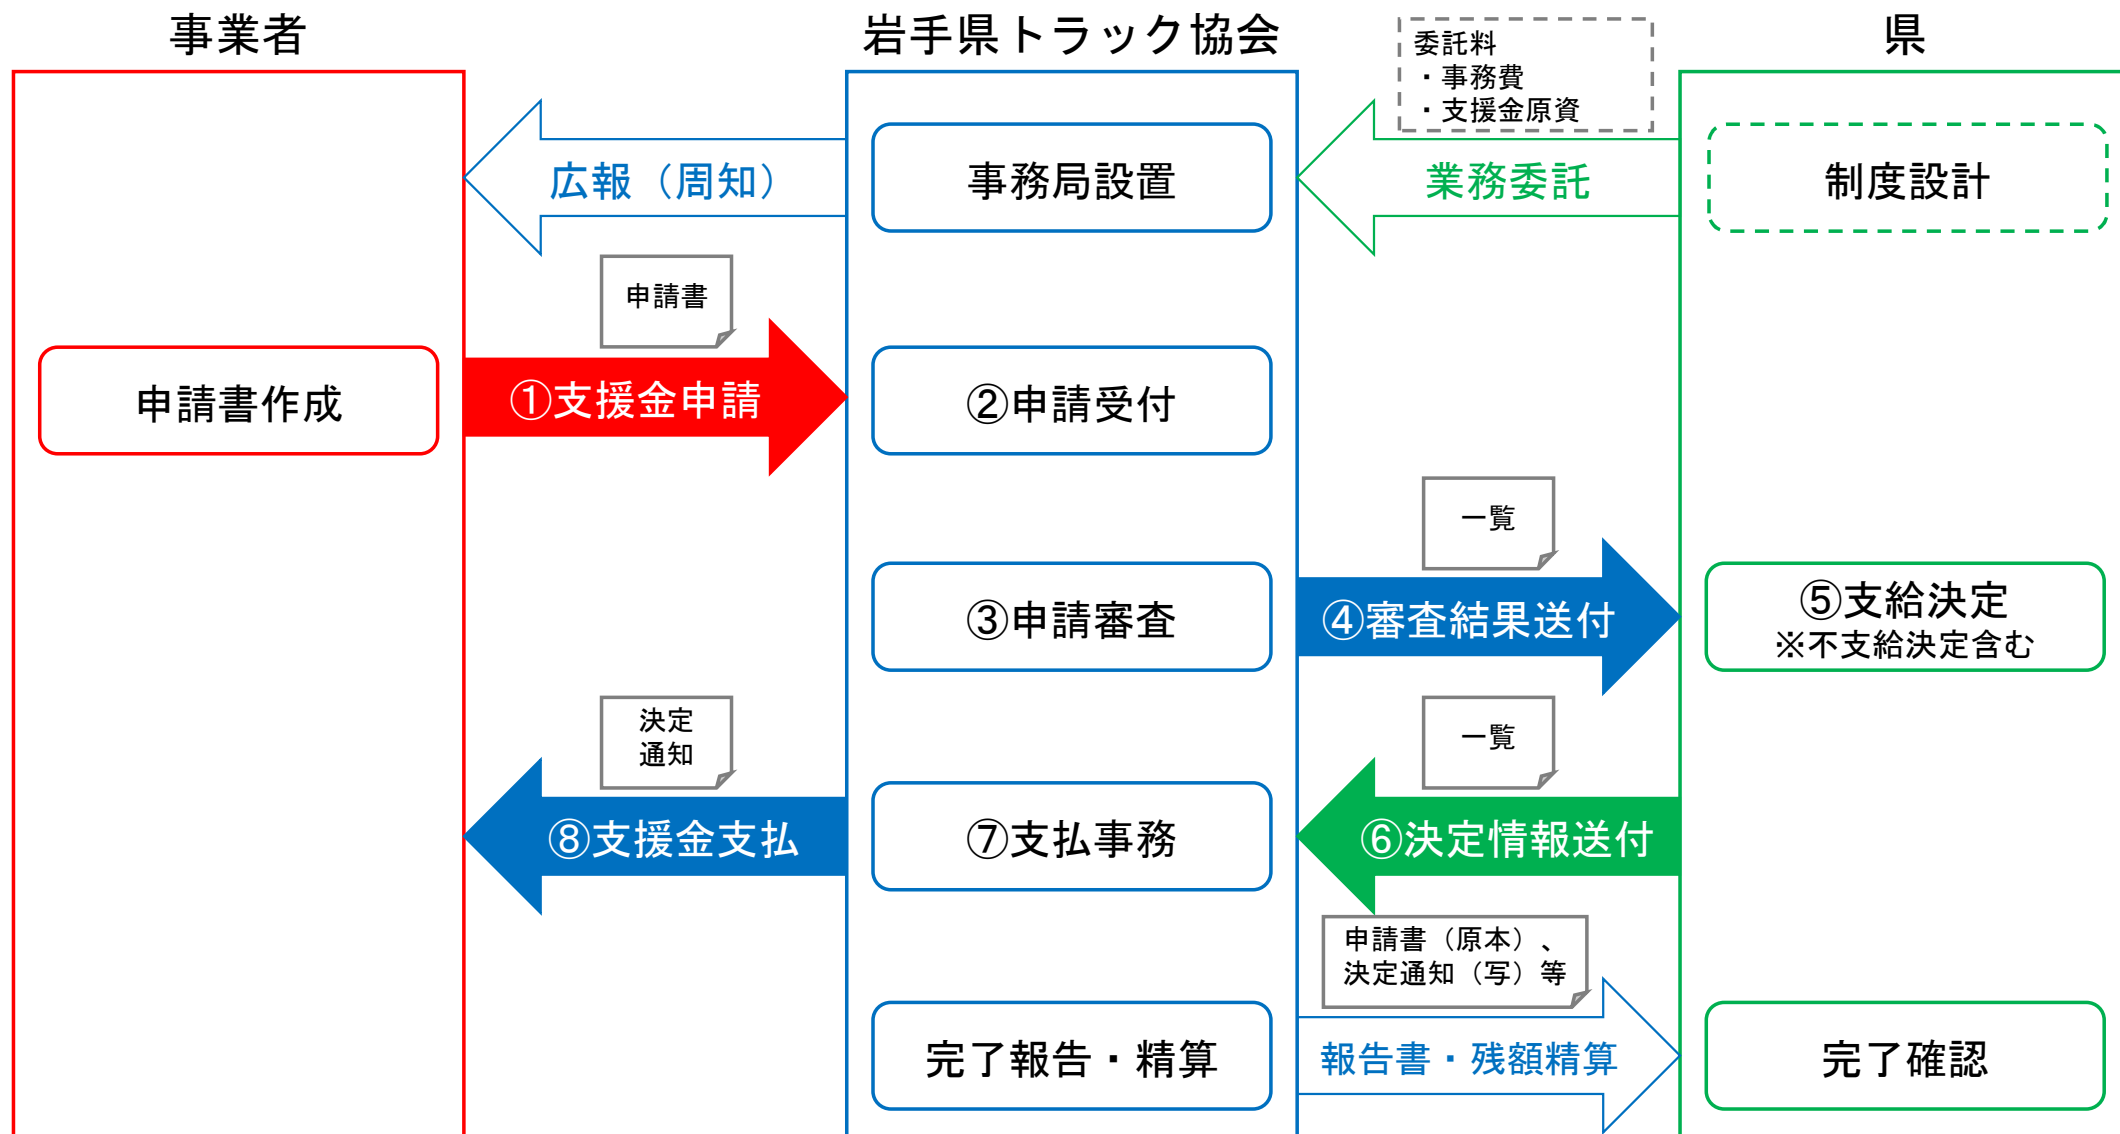 事業者
岩手県トラック協会
県
委託料
・事務費
・支援金原資
広報（周知）
事務局設置
業務委託
制度設計
申請書
申請書作成
①支援金申請
②申請受付
一覧
③申請審査
④審査結果送付
⑤支給決定
※不支給決定含む
決定
通知
一覧
⑧支援金支払
⑦支払事務
⑥決定情報送付
申請書（原本）、
決定通知（写）等
完了報告・精算
報告書・残額精算
完了確認